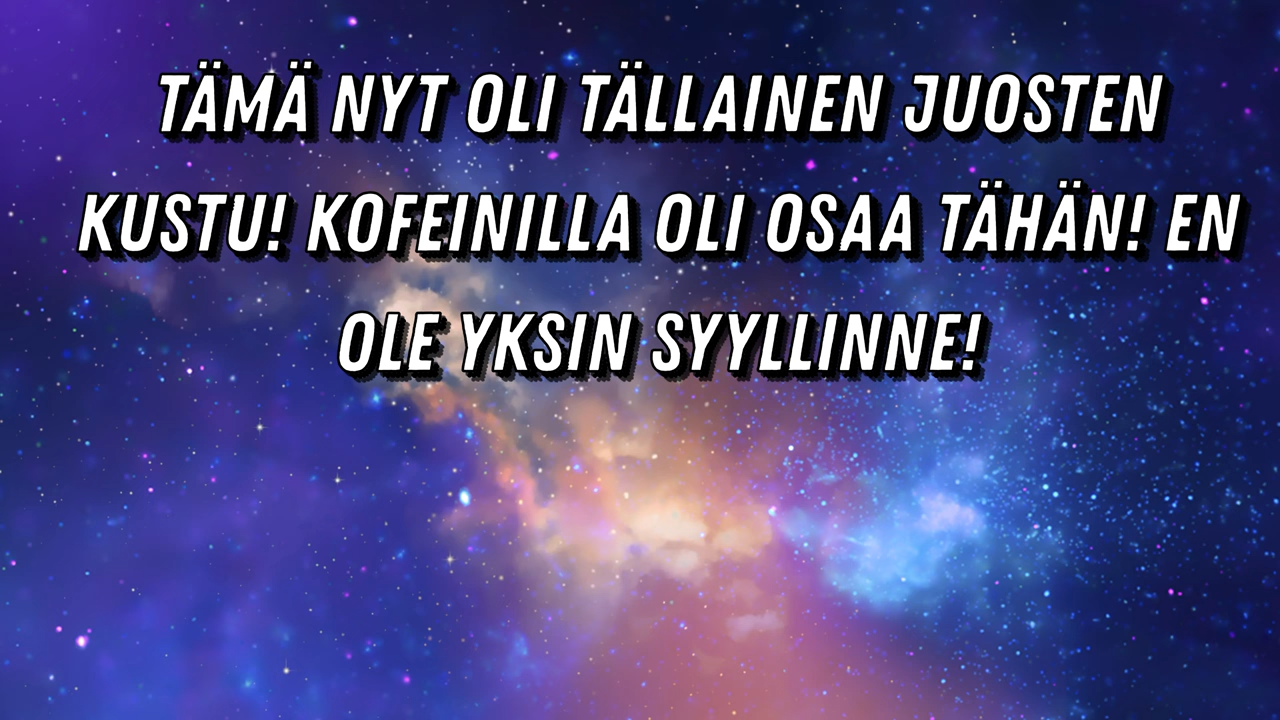 TÄMÄ NYT OLI TÄLLAINEN JUOSTEN
KUSTU! KOFEINILLA OLI OSAA TÄHÄN! EN
OLE YKSIN SYYLLINNE!